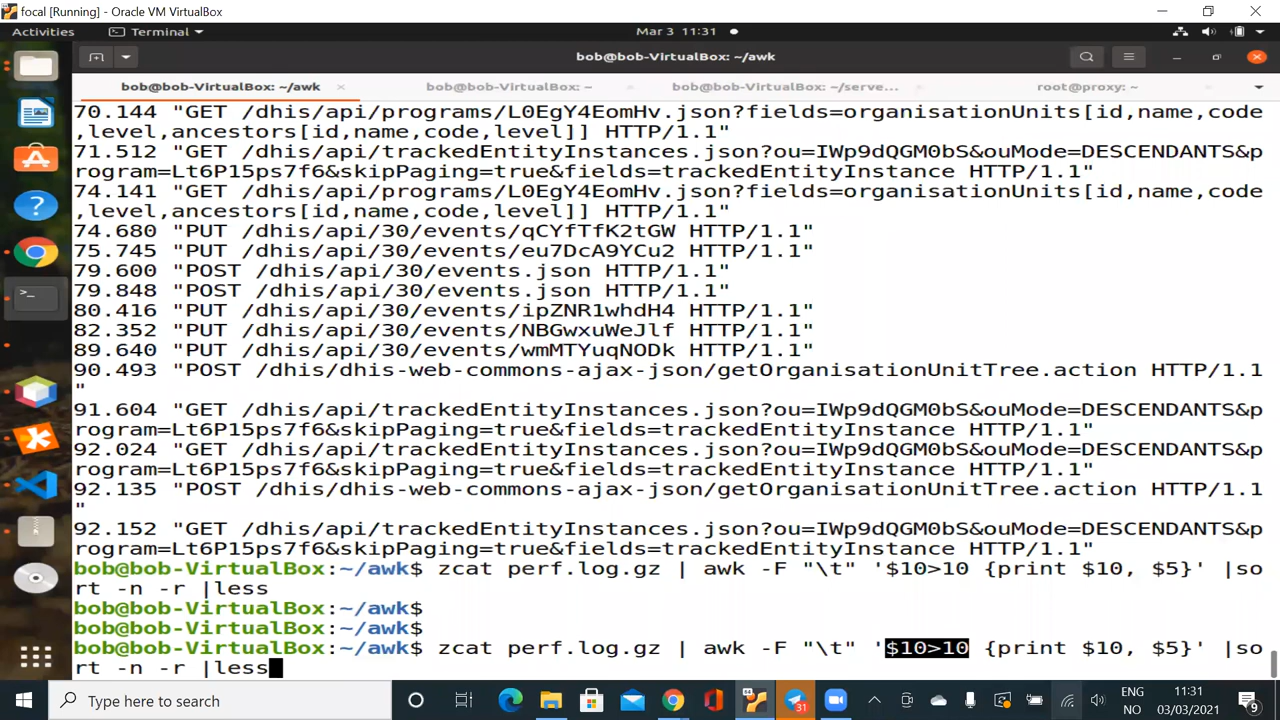 focal [Running] - Oracle VM VirtualBox
Activities
Terminal
Mar 3 11:31
bob@bob-VirtualBox: ~/awk
bob@bob-VirtualBox: ~/awk
bob@bob-VirtualBox: ~
bob@bob-VirtualBox: ~/serve...
root@proxy: ~
70.144 "GET /dhis/api/programs/L0EgY4EomHv.json?fields=organisationUnits[id,name,code
,level,ancestors[id,name,code,level]] HTTP/1.1"
71.512 "GET /dhis/api/trackedEntityInstances.json?ou=IWp9dQGM0bS&ouMode=DESCENDANTS&p
rogram=Lt6P15ps7f6&skipPaging=true&fields=trackedEntityInstance HTTP/1.1"
74.141 "GET /dhis/api/programs/L0EgY4EomHv.json?fields=organisationUnits[id,name,code
,level,ancestors[id,name,code,level]] HTTP/1.1"
74.680 "PUT /dhis/api/30/events/qCYfTfK2tGW HTTP/1.1"
75.745 "PUT /dhis/api/30/events/eu7DcA9YCu2 HTTP/1.1"
79.600 "POST /dhis/api/30/events.json HTTP/1.1"
79.848 "POST /dhis/api/30/events.json HTTP/1.1"
80.416 "PUT /dhis/api/30/events/ipZNR1whdH4 HTTP/1.1"
82.352 "PUT /dhis/api/30/events/NBGwxuWeJlf HTTP/1.1"
89.640 "PUT /dhis/api/30/events/wmMTYuqNODk HTTP/1.1"
90.493 "POST /dhis/dhis-web-commons-ajax-json/getOrganisationUnitTree.action HTTP/1.1
"
91.604 "GET /dhis/api/trackedEntityInstances.json?ou=IWp9dQGM0bS&ouMode=DESCENDANTS&p
rogram=Lt6P15ps7f6&skipPaging=true&fields=trackedEntityInstance HTTP/1.1"
92.024 "GET /dhis/api/trackedEntityInstances.json?ou=IWp9dQGM0bS&ouMode=DESCENDANTS&p
rogram=Lt6P15ps7f6&skipPaging=true&fields=trackedEntityInstance HTTP/1.1"
92.135 "POST /dhis/dhis-web-commons-ajax-json/getOrganisationUnitTree.action HTTP/1.1
"
92.152 "GET /dhis/api/trackedEntityInstances.json?ou=IWp9dQGM0bS&ouMode=DESCENDANTS&p
rogram=Lt6P15ps7f6&skipPaging=true&fields=trackedEntityInstance HTTP/1.1"
bob@bob-VirtualBox:~/awk$ zcat perf.log.gz | awk -F "\t" '$10>10 {print $10, $5}' |so
rt -n -r |less
bob@bob-VirtualBox:~/awk$
bob@bob-VirtualBox:~/awk$
bob@bob-VirtualBox:~/awk$ zcat perf.log.gz | awk -F "\t" '$10>10 {print $10, $5}' |so
rt -n -r |less
Type here to search
31
ENG
NO
11:31
03/03/2021
9